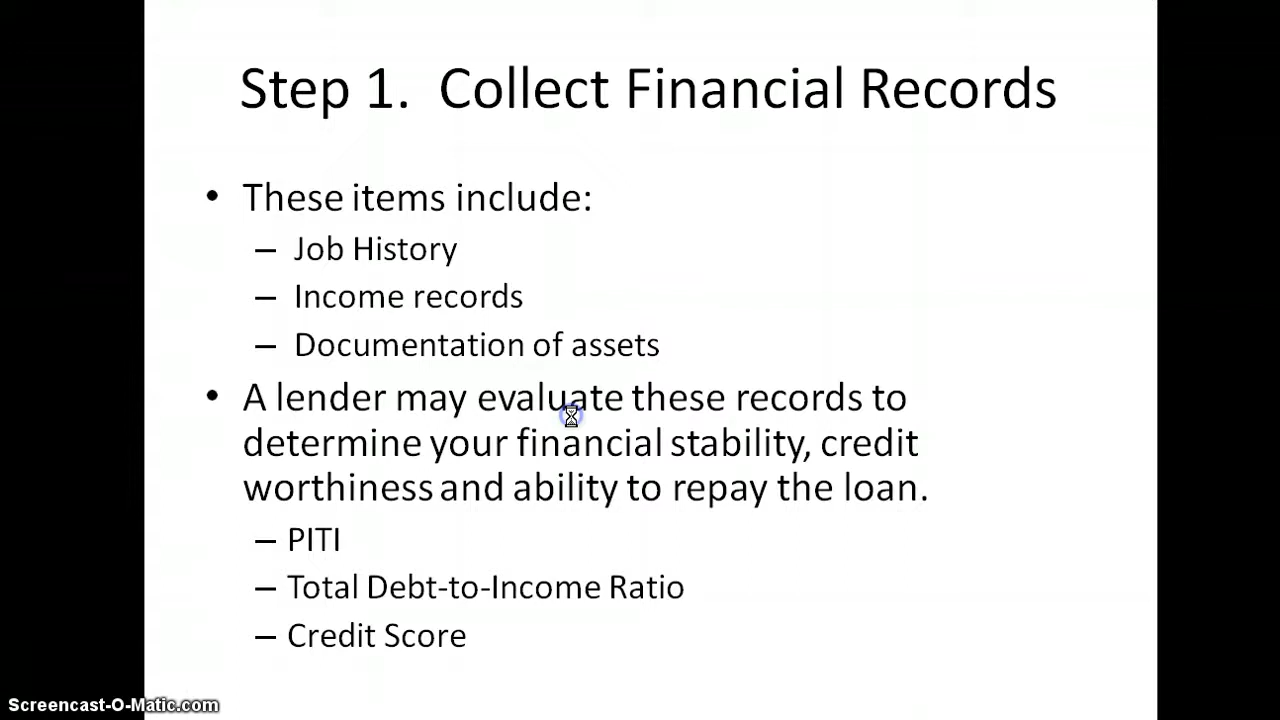 Step 1.  Collect Financial Records
• These items include:
– Job History
– Income records
– Documentation of assets
• A lender may evaluate these records to
determine your financial stability, credit
worthiness and ability to repay the loan.
– PITI
– Total Debt-to-Income Ratio
– Credit Score
Screencast-O-Matic.com